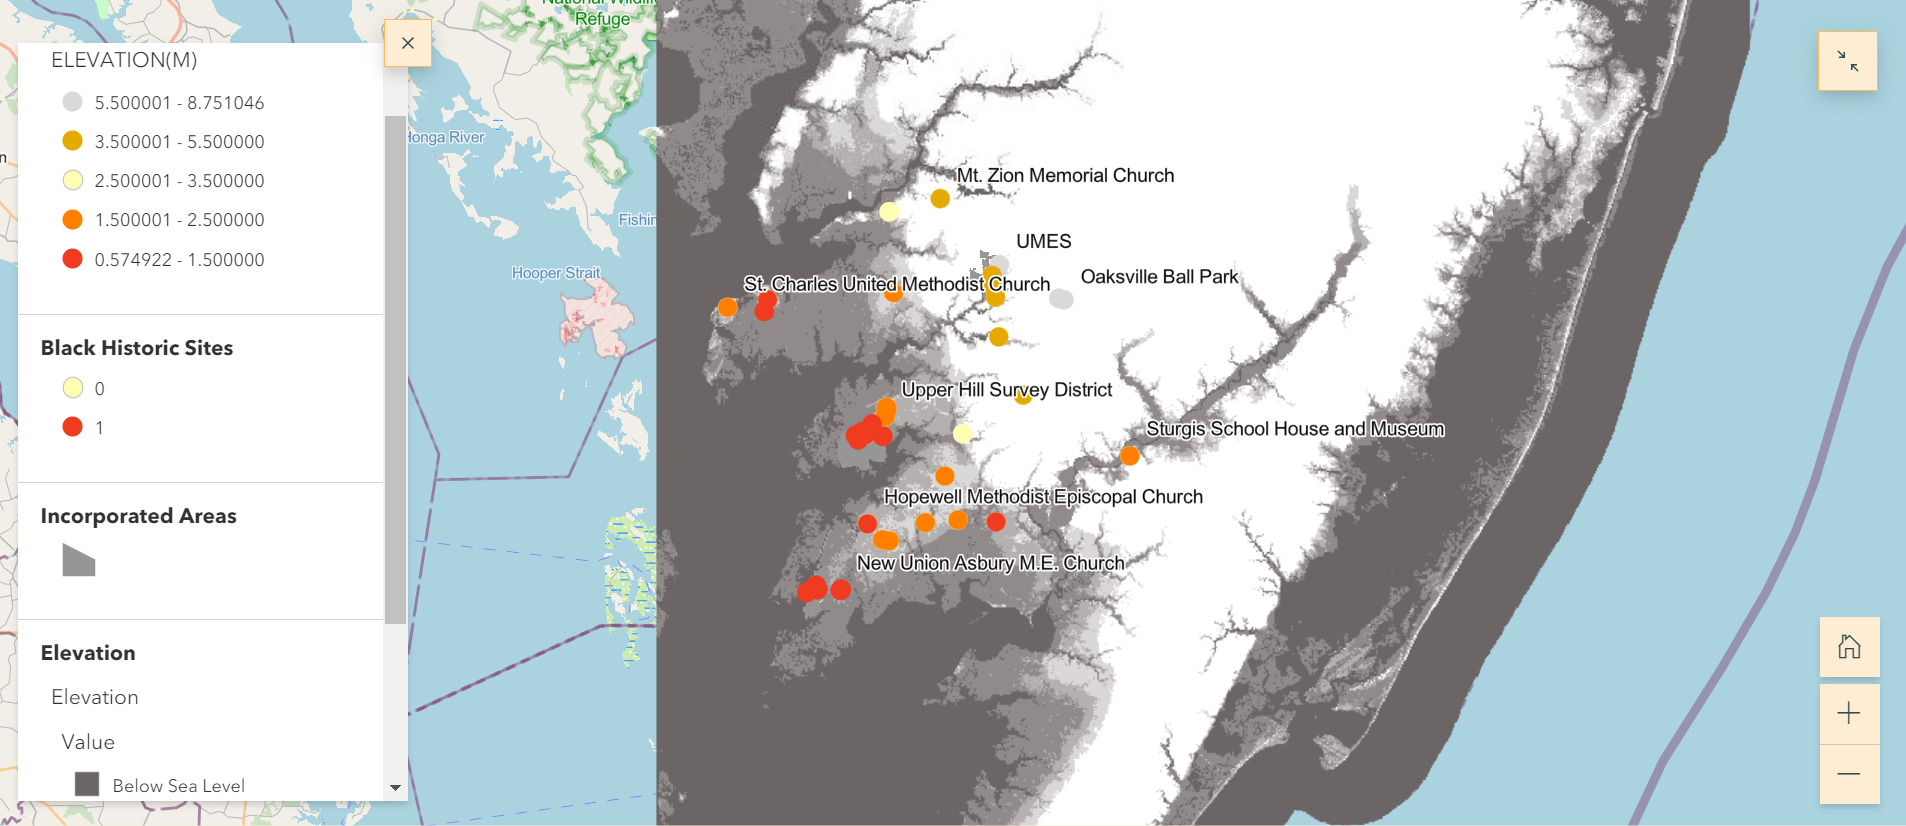 ELEVATION(M)
5.500001 - 8.751046
3.500001 - 5.500000
2.500001 - 3.500000
1.500001 - 2.500000
0.574922 - 1.500000
Black Historic Sites
0
1
Incorporated Areas
Elevation
Elevation
Value
Below Sea Level
National Wildlife
Refuge
Honga River
Fishin
Hooper Strait
n
Mt. Zion Memorial Church
UMES
St. Charles United Methodist Church
Oaksville Ball Park
Upper Hill Survey District
Sturgis School House and Museum
Hopewell Methodist Episcopal Church
New Union Asbury M.E. Church